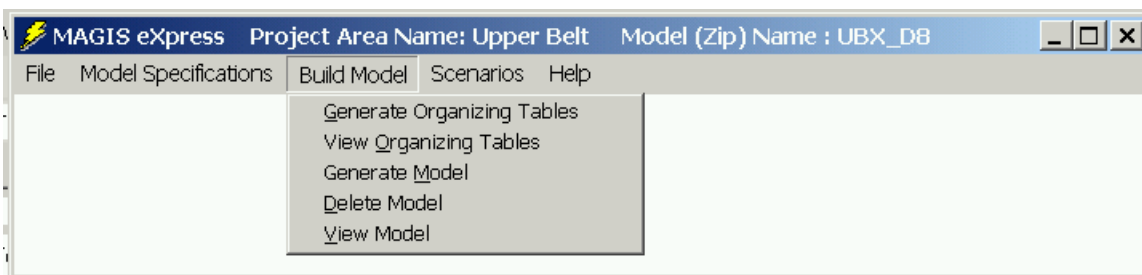 MAGIS eXpress Project Area Name: Upper Belt Model (Zip) Name : UBX_D8
File Model Specifications Build Model Scenarios Help
Generate Organizing Tables
View Organizing Tables
Generate Model
Delete Model
View Model